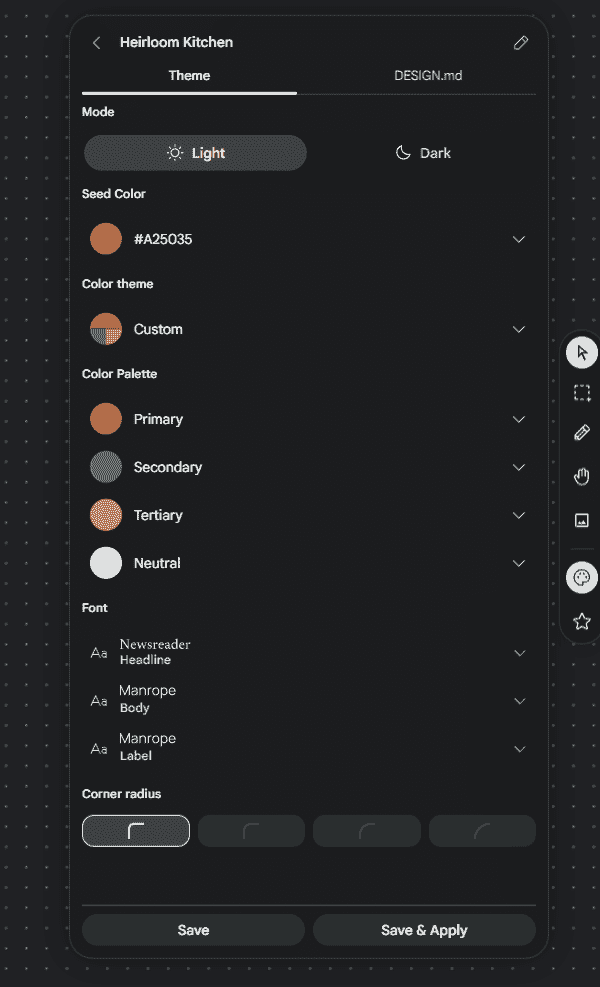 Heirloom Kitchen
Theme
DESIGN.md
Mode
Light
Dark
Seed Color
#A25035
Color theme
Custom
Color Palette
Primary
Secondary
Tertiary
Neutral
Font
Aa
Newsreader
Headline
Aa
Manrope
Body
Aa
Manrope
Label
Corner radius
Save
Save & Apply